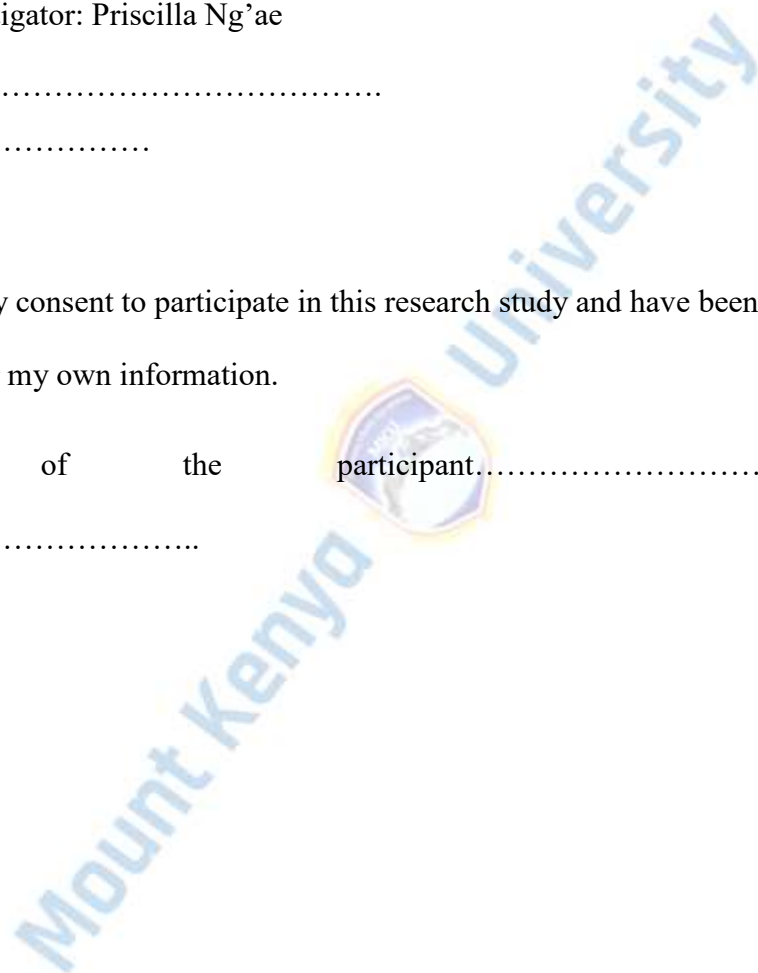 tigator: Priscilla Ng’ae
……………………………………….
……………
y consent to participate in this research study and have been
my own information.
of the participant………………………
………………..
Mount Kenya University